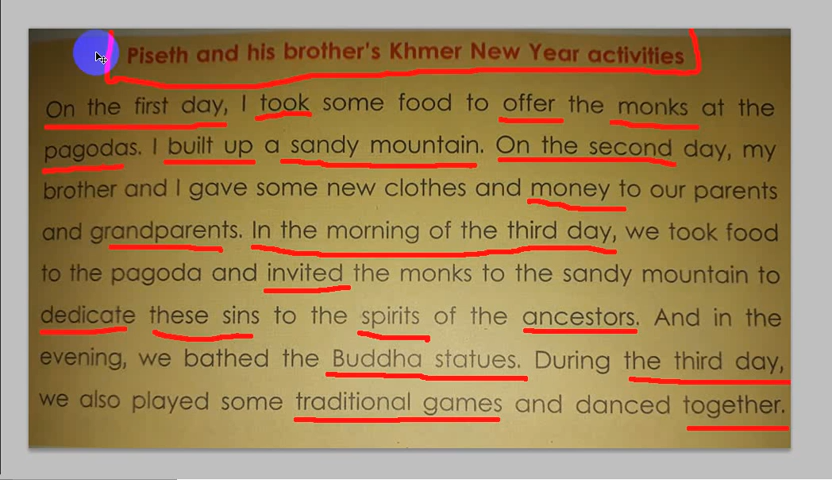 Piseth and his brother's Khmer New Year activities
On the first day, I took some food to offer the monks at the
pagodas. I built up a sandy mountain. On the second day, my
brother and I gave some new clothes and money to our parents
and grandparents. In the morning of the third day, we took food
to the pagoda and invited the monks to the sandy mountain to
dedicate these sins to the spirits of the ancestors. And in the
evening, we bathed the Buddha statues. During the third day,
we also played some traditional games and danced together.